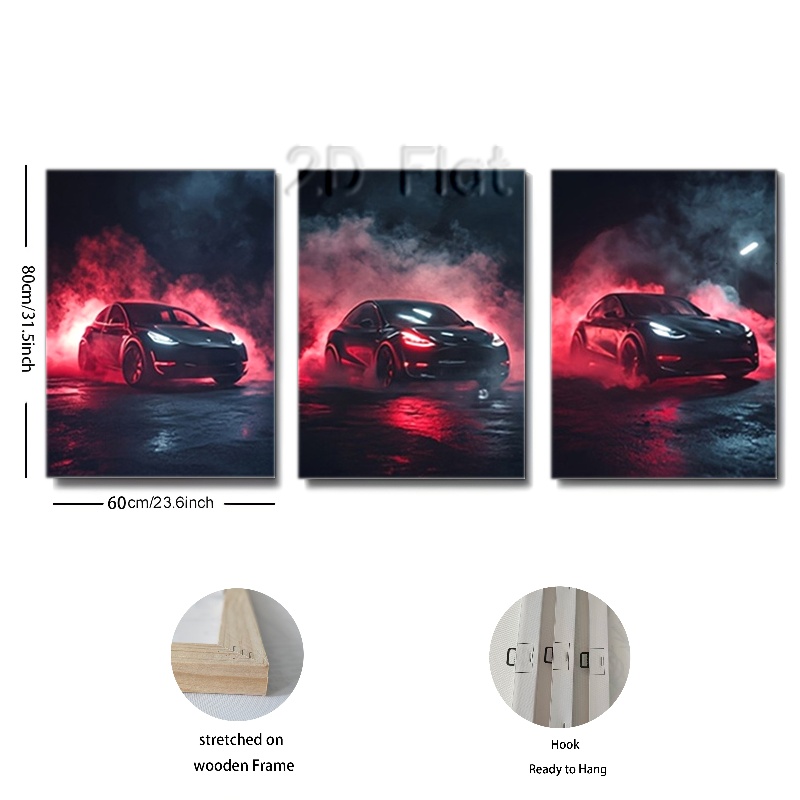 2D Flat
80cm/31.5inch
60cm/23.6inch
stretched on
wooden Frame
Hook
Ready to Hang